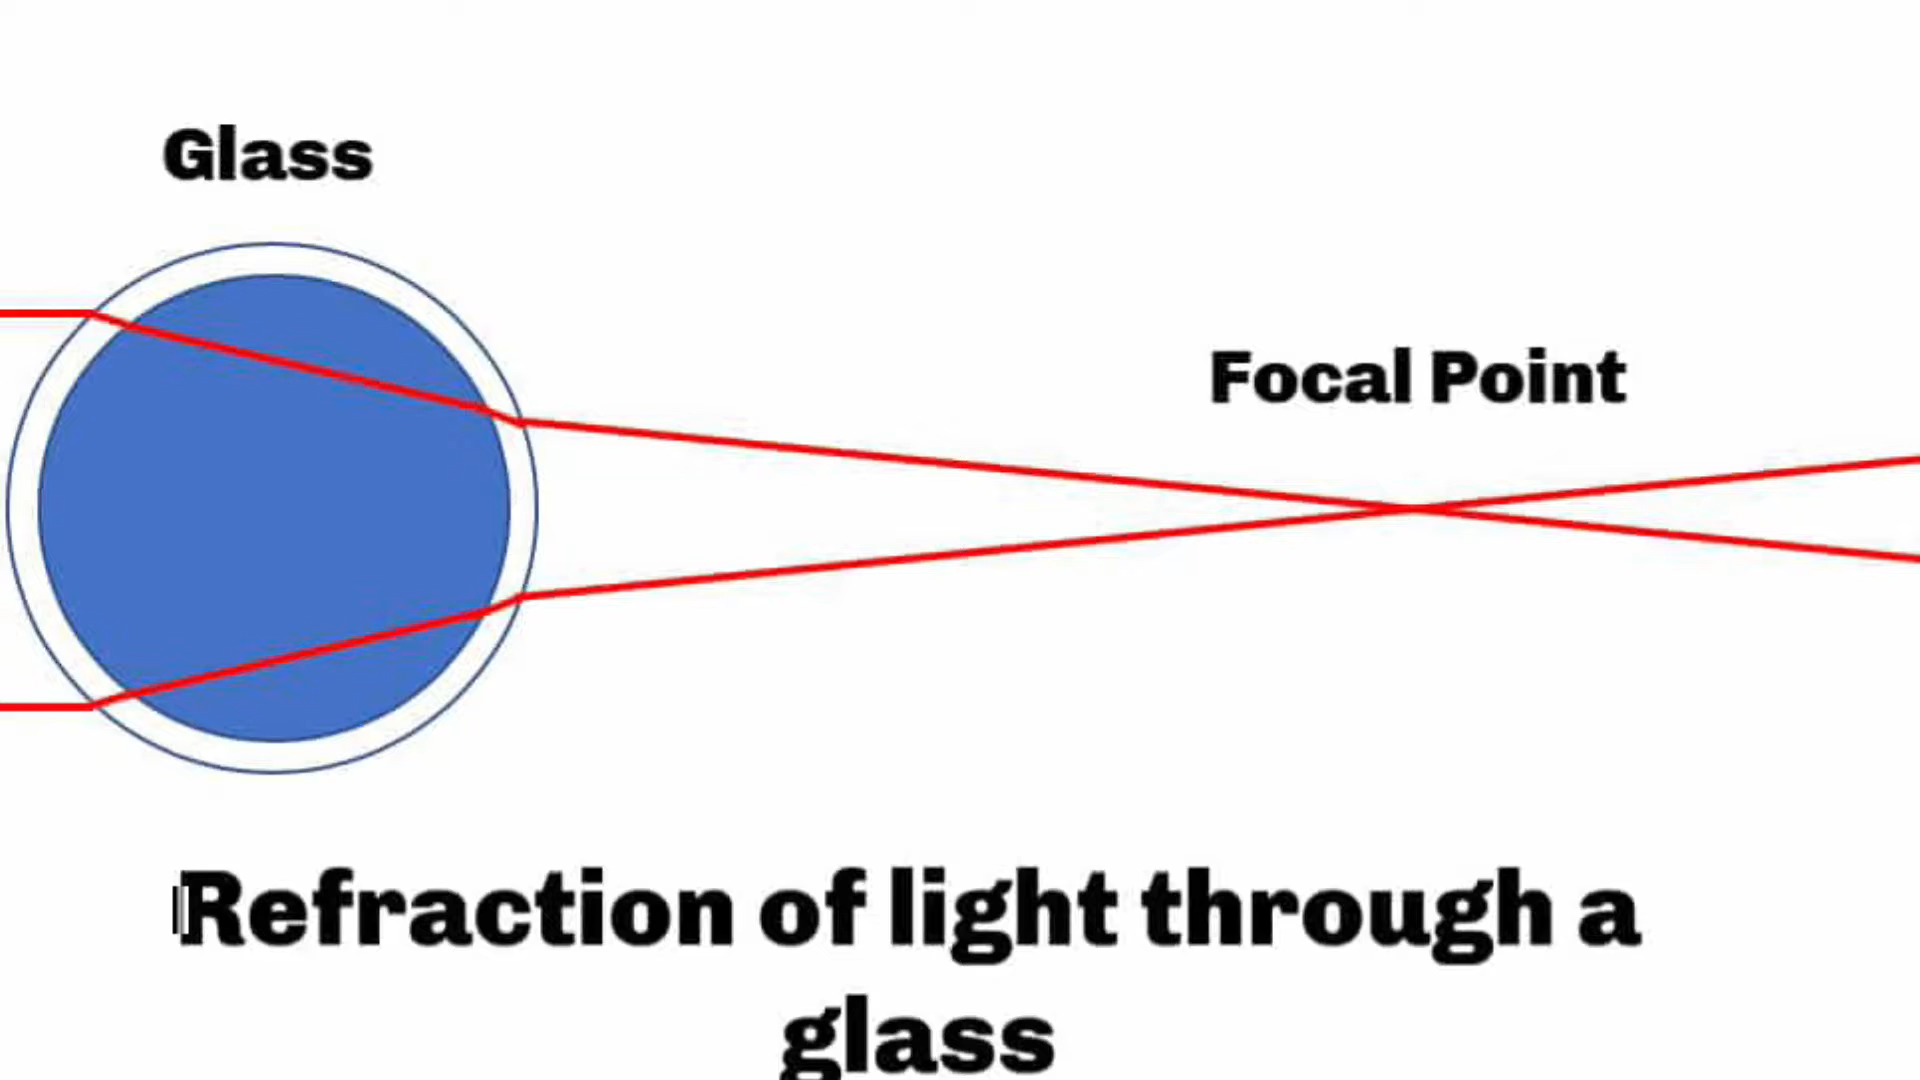 Glass
Focal Point
Refraction of light through a
glass